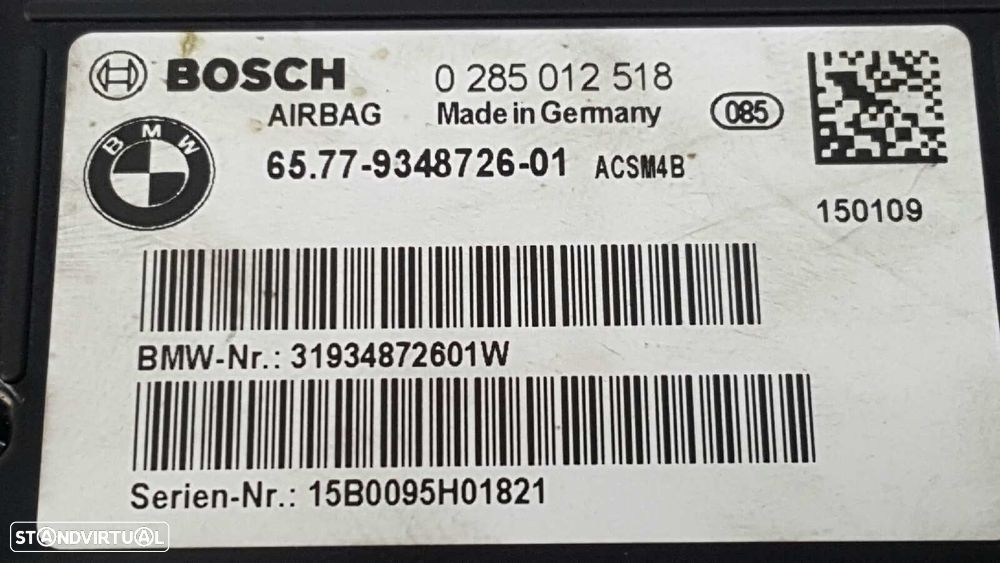 BOSCH 0 285 012 518
AIRBAG Made in Germany 085
BMW
65.77-9348726-01 ACSM4B
150109
BMW-Nr.: 31934872601W
Serien-Nr.: 15B0095H01821
STANDVIRTUAL